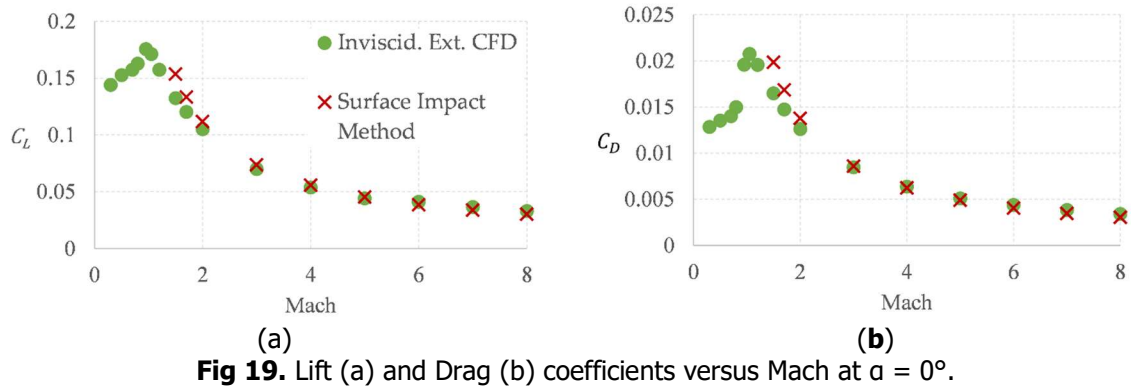 0.2
0.15
0.1
0.05
0
C_L
0 2 4 6 8
Mach
Inviscid. Ext. CFD
Surface Impact
Method
(a)
0.025
0.02
0.015
0.01
0.005
0
C_D
0 2 4 6 8
Mach
(b)
Fig 19. Lift (a) and Drag (b) coefficients versus Mach at α = 0°.